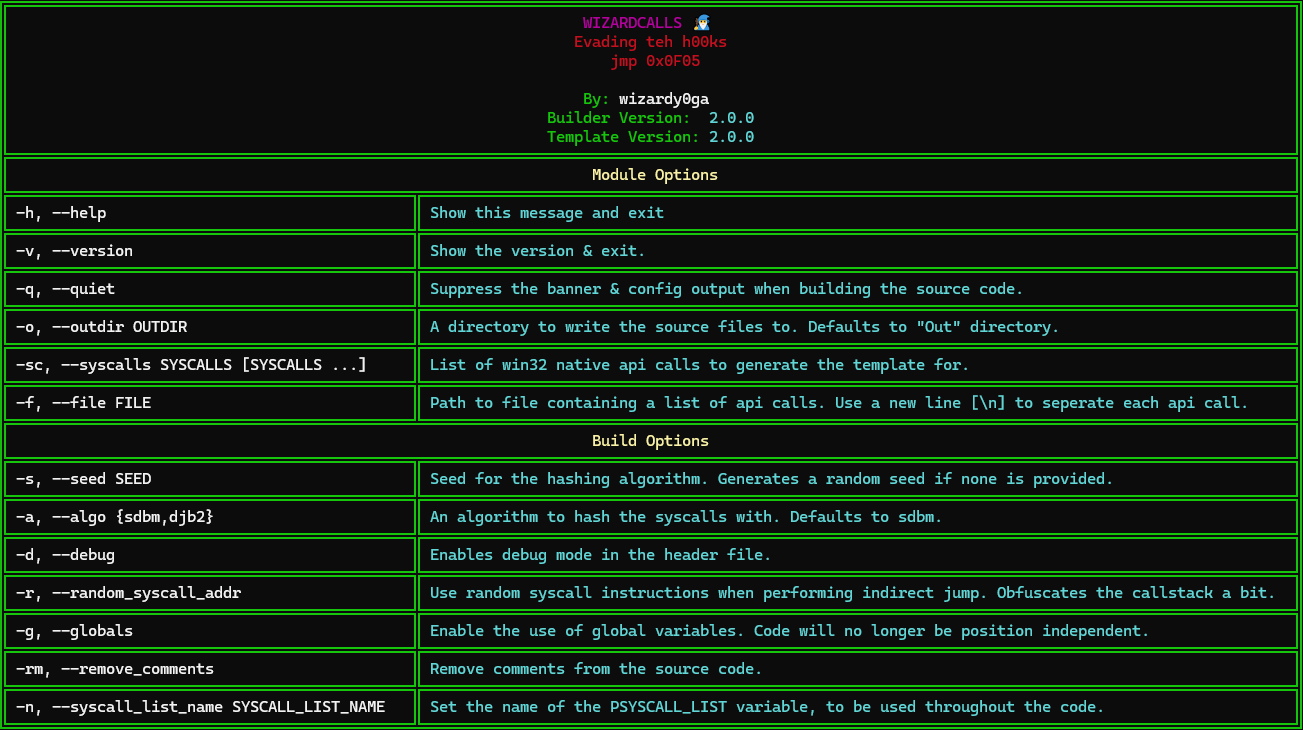 WIZARDCALLS 🧙‍♂️
Evading teh h00ks
jmp 0x0F05
By: wizardy0ga
Builder Version:  2.0.0
Template Version: 2.0.0
Module Options
-h, --help Show this message and exit
-v, --version Show the version & exit.
-q, --quiet Suppress the banner & config output when building the source code.
-o, --outdir OUTDIR A directory to write the source files to. Defaults to "Out" directory.
-sc, --syscalls SYSCALLS [SYSCALLS ...] List of win32 native api calls to generate the template for.
-f, --file FILE Path to file containing a list of api calls. Use a new line [\n] to seperate each api call.
Build Options
-s, --seed SEED Seed for the hashing algorithm. Generates a random seed if none is provided.
-a, --algo {sdbm,djb2} An algorithm to hash the syscalls with. Defaults to sdbm.
-d, --debug Enables debug mode in the header file.
-r, --random_syscall_addr Use random syscall instructions when performing indirect jump. Obfuscates the callstack a bit.
-g, --globals Enable the use of global variables. Code will no longer be position independent.
-rm, --remove_comments Remove comments from the source code.
-n, --syscall_list_name SYSCALL_LIST_NAME Set the name of the PSYSCALL_LIST variable, to be used throughout the code.